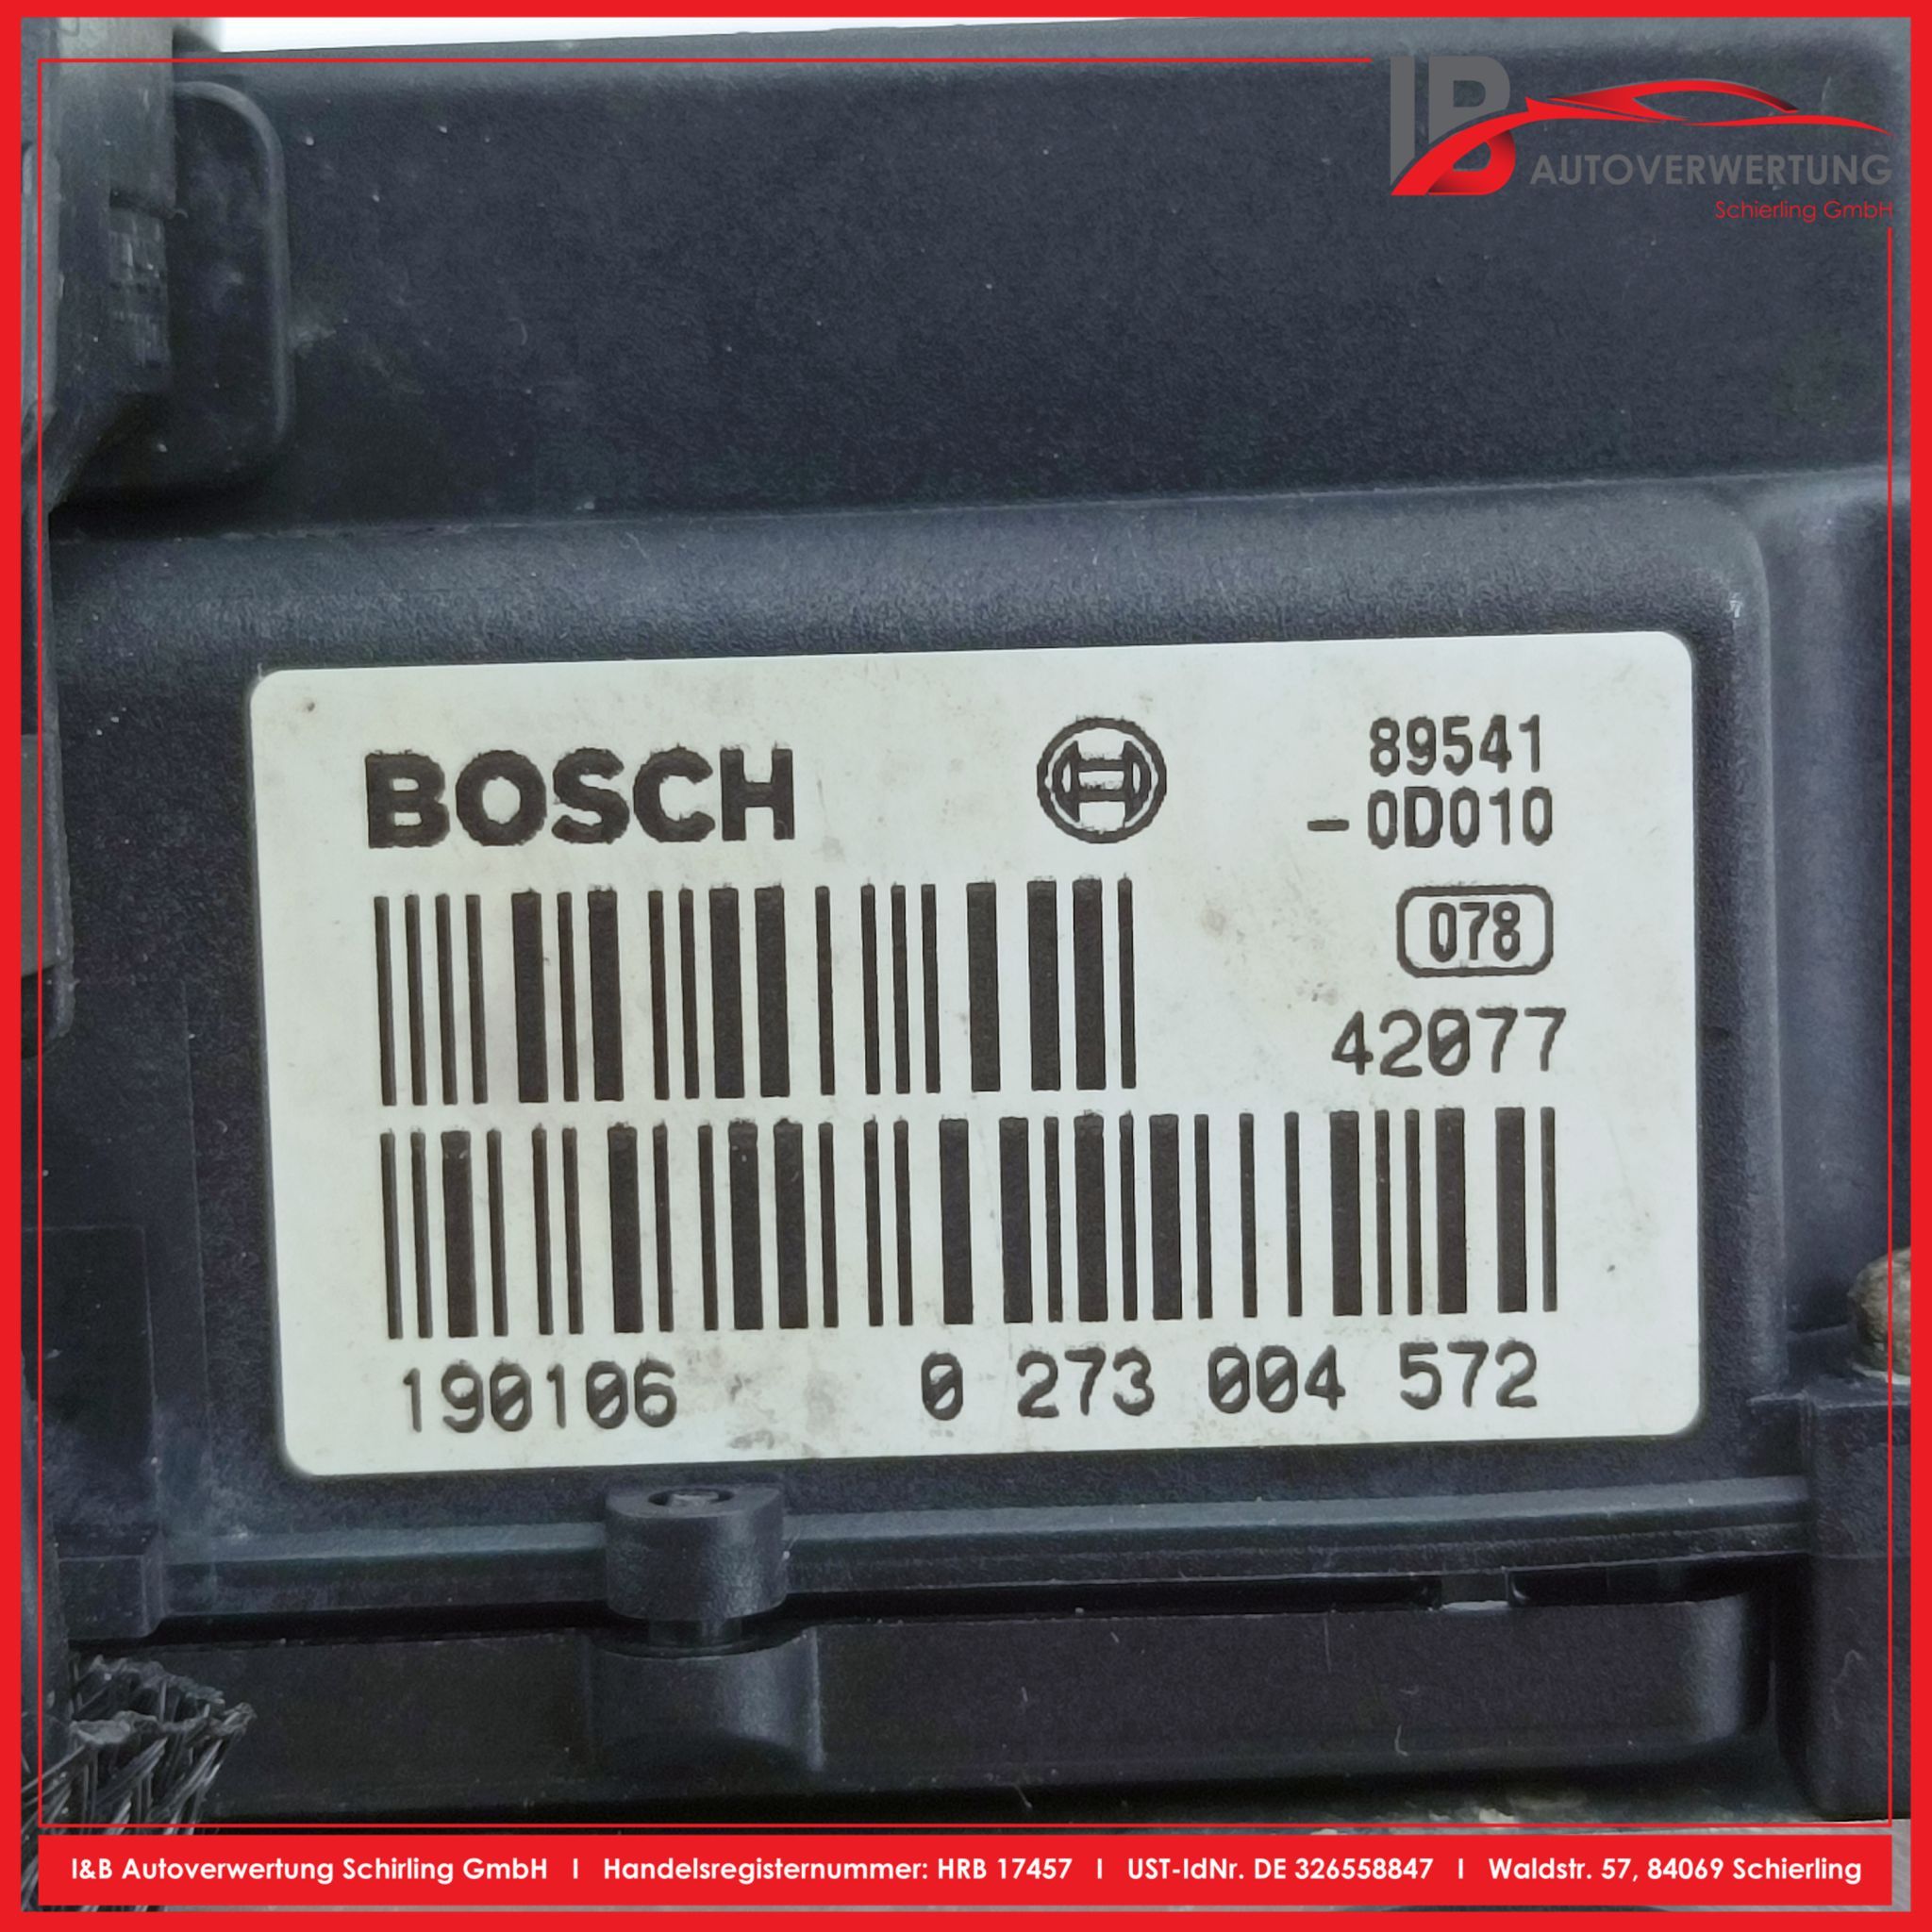 IB
AUTOVERWERTUNG
Schierling GmbH
BOSCH
89541
-0D010
078
42077
190106 0 273 004 572
I&B Autoverwertung Schirling GmbH I Handelsregisternummer: HRB 17457 I UST-IdNr. DE 326558847 I Waldstr. 57, 84069 Schierling